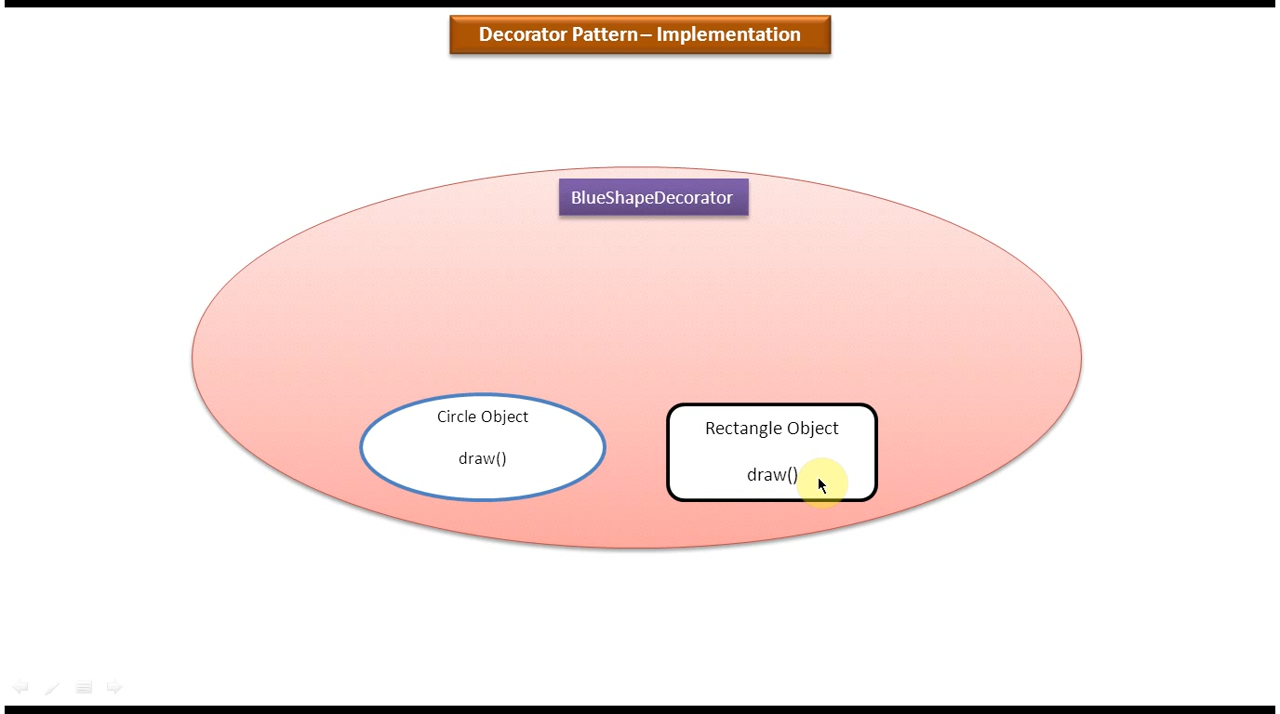 Decorator Pattern – Implementation
BlueShapeDecorator
Circle Object
draw()
Rectangle Object
draw()